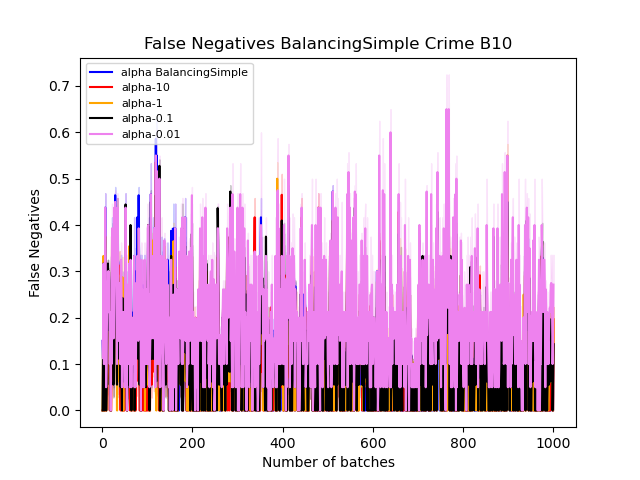 False Negatives BalancingSimple Crime B10
alpha BalancingSimple
alpha-10
alpha-1
alpha-0.1
alpha-0.01
0.7
0.6
0.5
0.4
0.3
0.2
0.1
0.0
False Negatives
0 200 400 600 800 1000
Number of batches